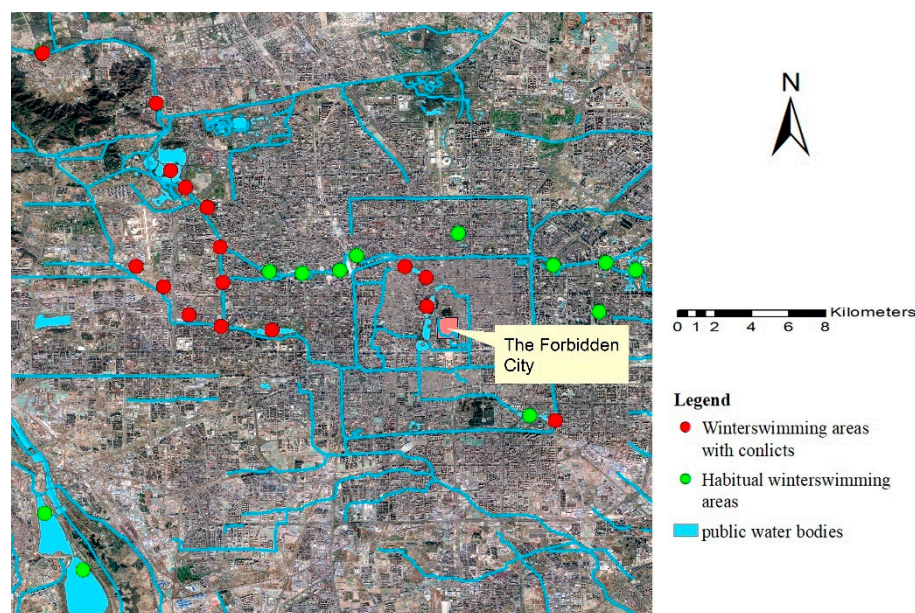 N
The Forbidden
City
Kilometers
0 1 2 4 6 8
Legend
Winterswimming areas
with conlicts
Habitual winterswimming
areas
public water bodies